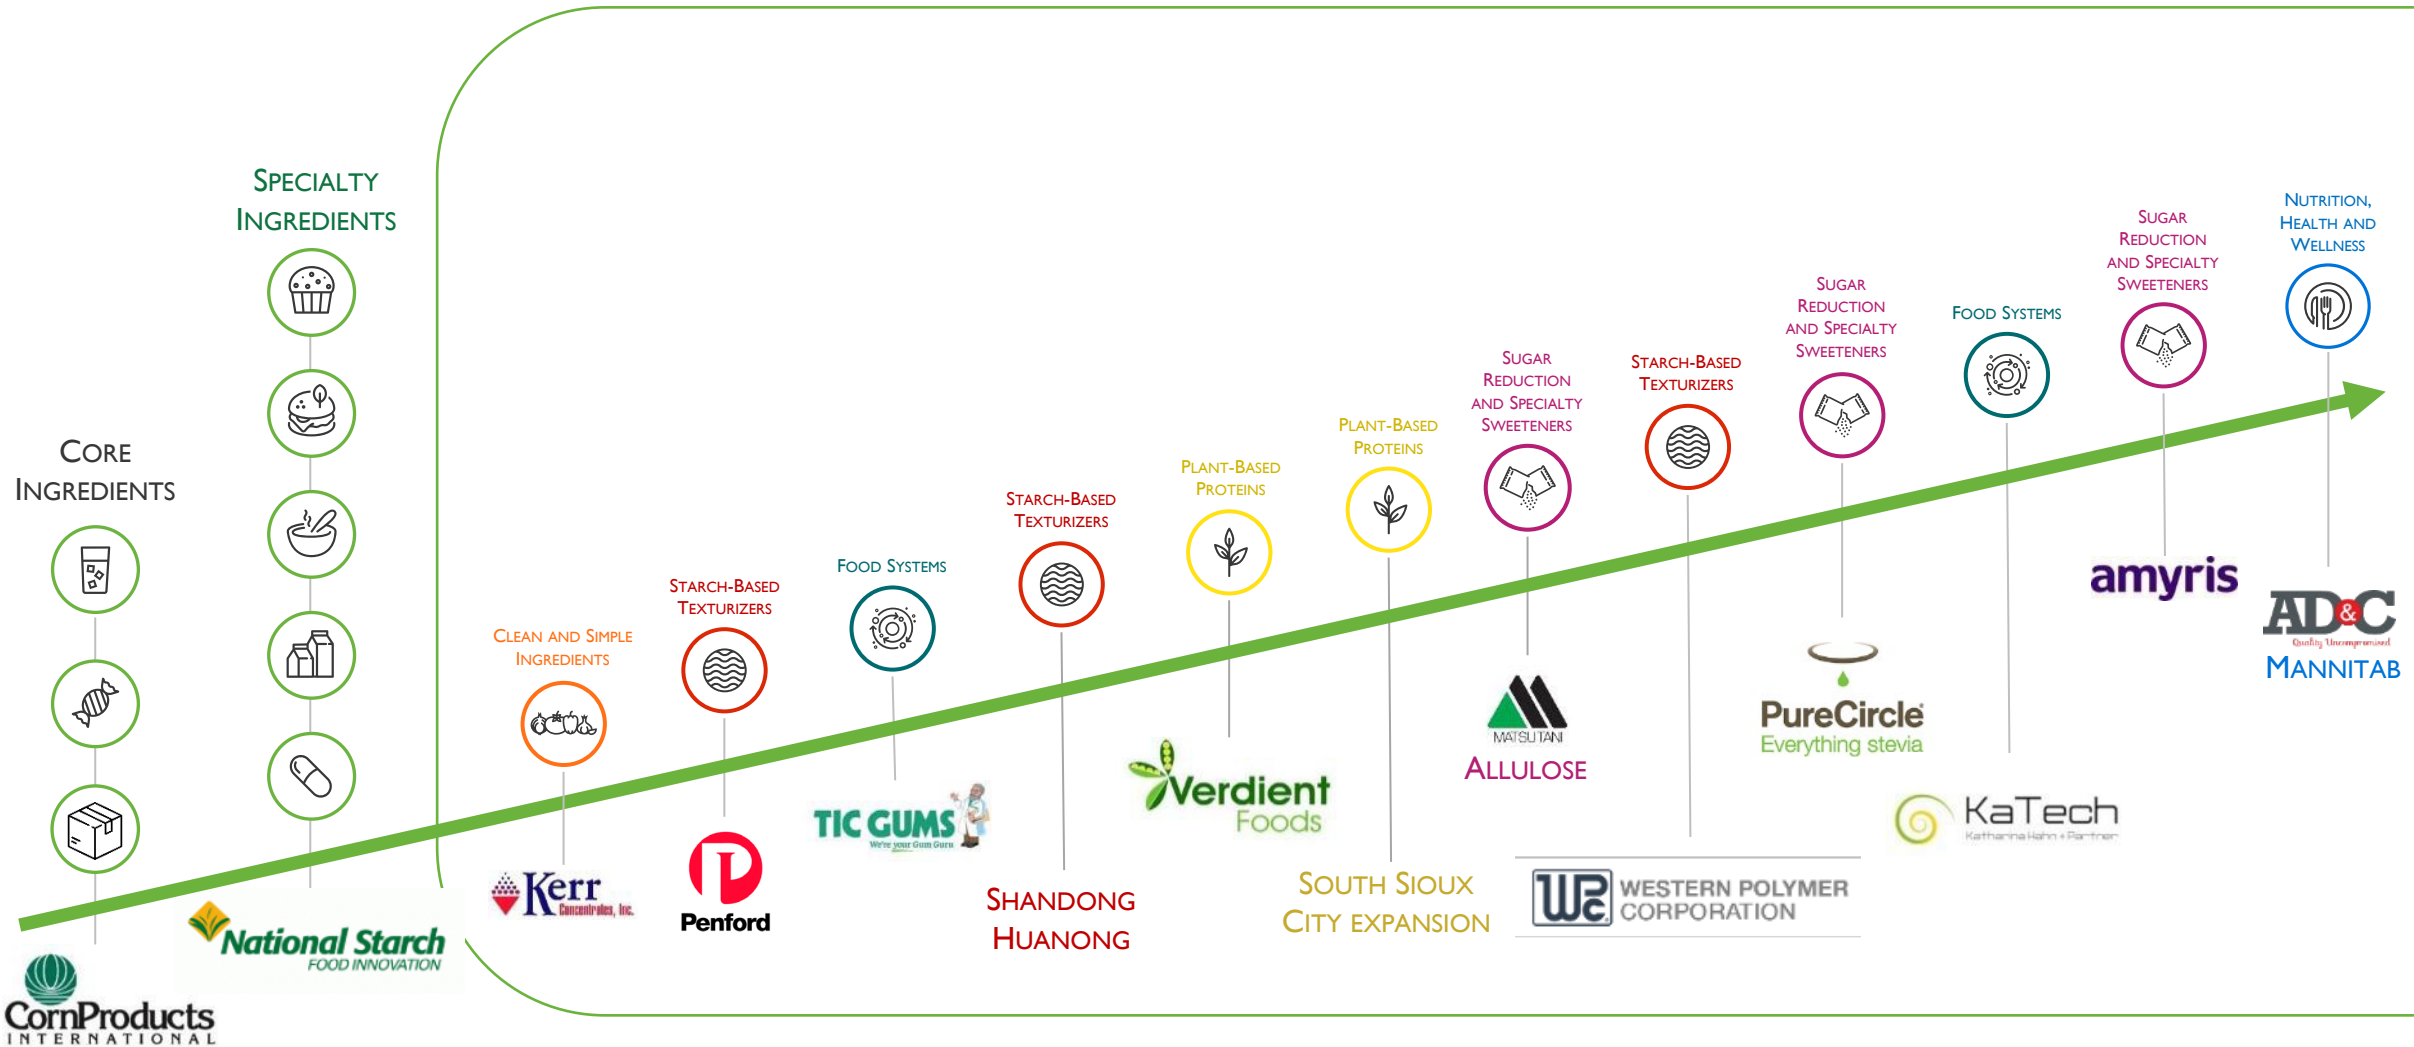 CORE
INGREDIENTS
CornProducts
INTERNATIONAL
SPECIALTY
INGREDIENTS
National Starch
FOOD INNOVATION
CLEAN AND SIMPLE
INGREDIENTS
Kerr
Concentrates, Inc.
STARCH-BASED
TEXTURIZERS
Penford
FOOD SYSTEMS
TIC GUMS
We're your Gum Guru
STARCH-BASED
TEXTURIZERS
SHANDONG
HUANONG
PLANT-BASED
PROTEINS
Verdient
Foods
PLANT-BASED
PROTEINS
SOUTH SIOUX
CITY EXPANSION
SUGAR
REDUCTION
AND SPECIALTY
SWEETENERS
MATSUTANI
ALLULOSE
STARCH-BASED
TEXTURIZERS
WPC
WESTERN POLYMER
CORPORATION
SUGAR
REDUCTION
AND SPECIALTY
SWEETENERS
PureCircle
Everything stevia
FOOD SYSTEMS
KaTech
Katharina Hahn + Partner
SUGAR
REDUCTION
AND SPECIALTY
SWEETENERS
amyris
NUTRITION,
HEALTH AND
WELLNESS
AD&C
Quality Uncompromised
MANNITAB